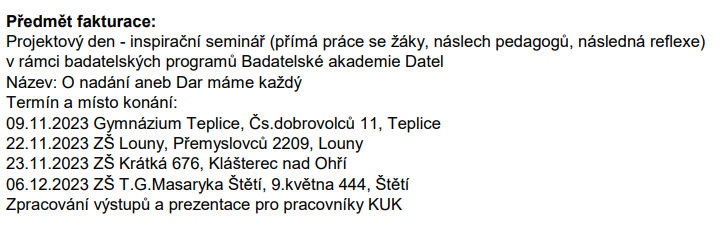 Předmět fakturace:
Projektový den - inspirační seminář (přímá práce se žáky, náslech pedagogů, následná reflexe)
v rámci badatelských programů Badatelské akademie Datel
Název: O nadání aneb Dar máme každý
Termín a místo konání:
09.11.2023 Gymnázium Teplice, Čs.dobrovolců 11, Teplice
22.11.2023 ZŠ Louny, Přemyslovců 2209, Louny
23.11.2023 ZŠ Krátká 676, Klášterec nad Ohří
06.12.2023 ZŠ T.G.Masaryka Štětí, 9.května 444, Štětí
Zpracování výstupů a prezentace pro pracovníky KUK